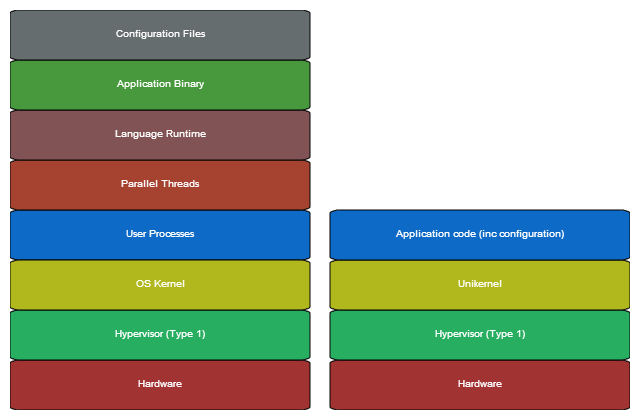 Configuration Files
Application Binary
Language Runtime
Parallel Threads
User Processes
OS Kernel
Hypervisor (Type 1)
Hardware
Application code (inc configuration)
Unikernel
Hypervisor (Type 1)
Hardware